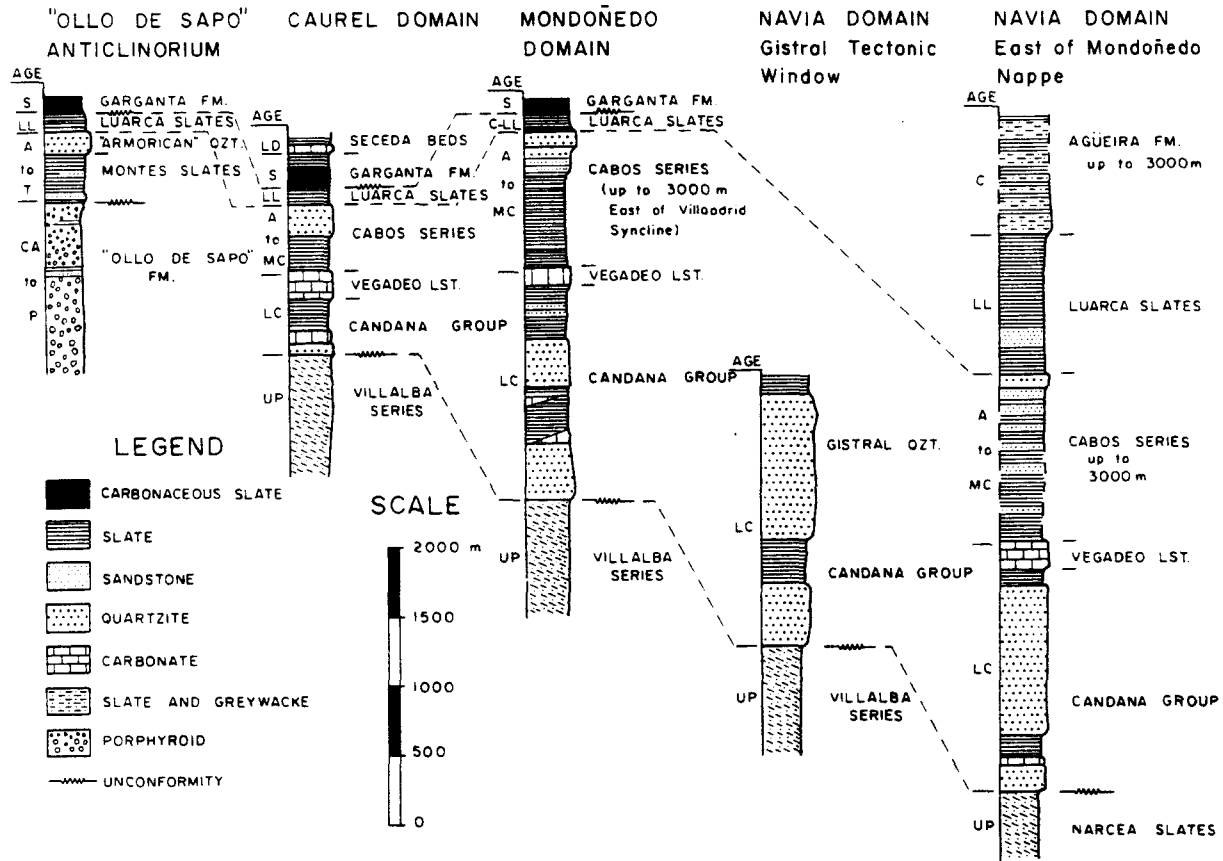 "OLLO DE SAPO"
ANTICLINORIUM
AGE
S
LL
A
to
T
CA
to
P
GARGANTA FM.
LUARCA SLATES
"ARMORICAN" QZT.
MONTES SLATES
"OLLO DE SAPO"
FM.
CAUREL DOMAIN
AGE
LD
S
LL
A
to
MC
LC
UP
SECEDA BEDS
GARGANTA FM.
LUARCA SLATES
CABOS SERIES
VEGADEO LST.
CANDANA GROUP
VILLALBA
SERIES
MONDOÑEDO
DOMAIN
AGE
S
C-LL
A
to
MC
LC
UP
GARGANTA FM.
LUARCA SLATES
CABOS SERIES
(up to 3000 m
East of Villaodrid
Syncline)
VEGADEO LST.
CANDANA GROUP
VILLALBA
SERIES
NAVIA DOMAIN
Gistral Tectonic
Window
AGE
LC
UP
GISTRAL QZT.
CANDANA GROUP
VILLALBA
SERIES
NAVIA DOMAIN
East of Mondoñedo
Nappe
AGE
C
LL
A
to
MC
LC
UP
AGÜEIRA FM.
up to 3000m
LUARCA SLATES
CABOS SERIES
up to
3000m
VEGADEO LST.
CANDANA GROUP
NARCEA SLATES
LEGEND
CARBONACEOUS SLATE
SLATE
SANDSTONE
QUARTZITE
CARBONATE
SLATE AND GREYWACKE
PORPHYROID
UNCONFORMITY
SCALE
2000 m
1500
1000
500
0